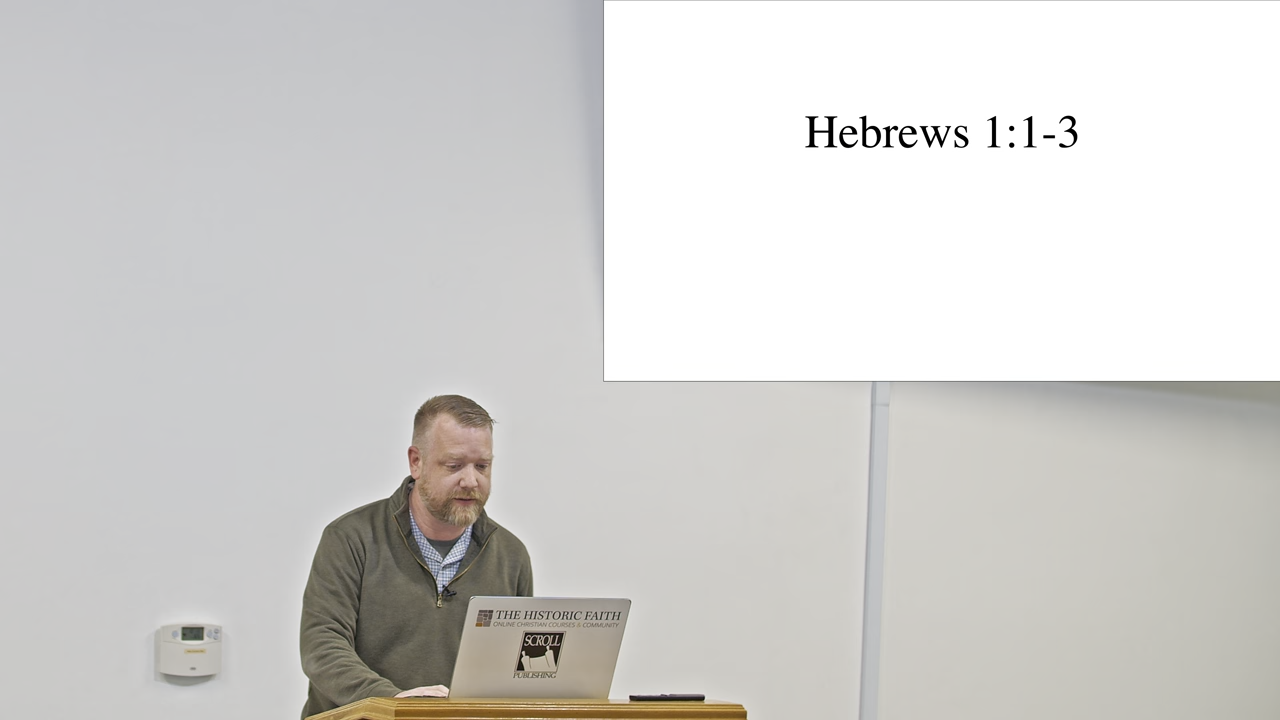 Hebrews 1:1-3
THE HISTORIC FAITH
ONLINE CHRISTIAN COURSES & COMMUNITY
SCROLL
PUBLISHING